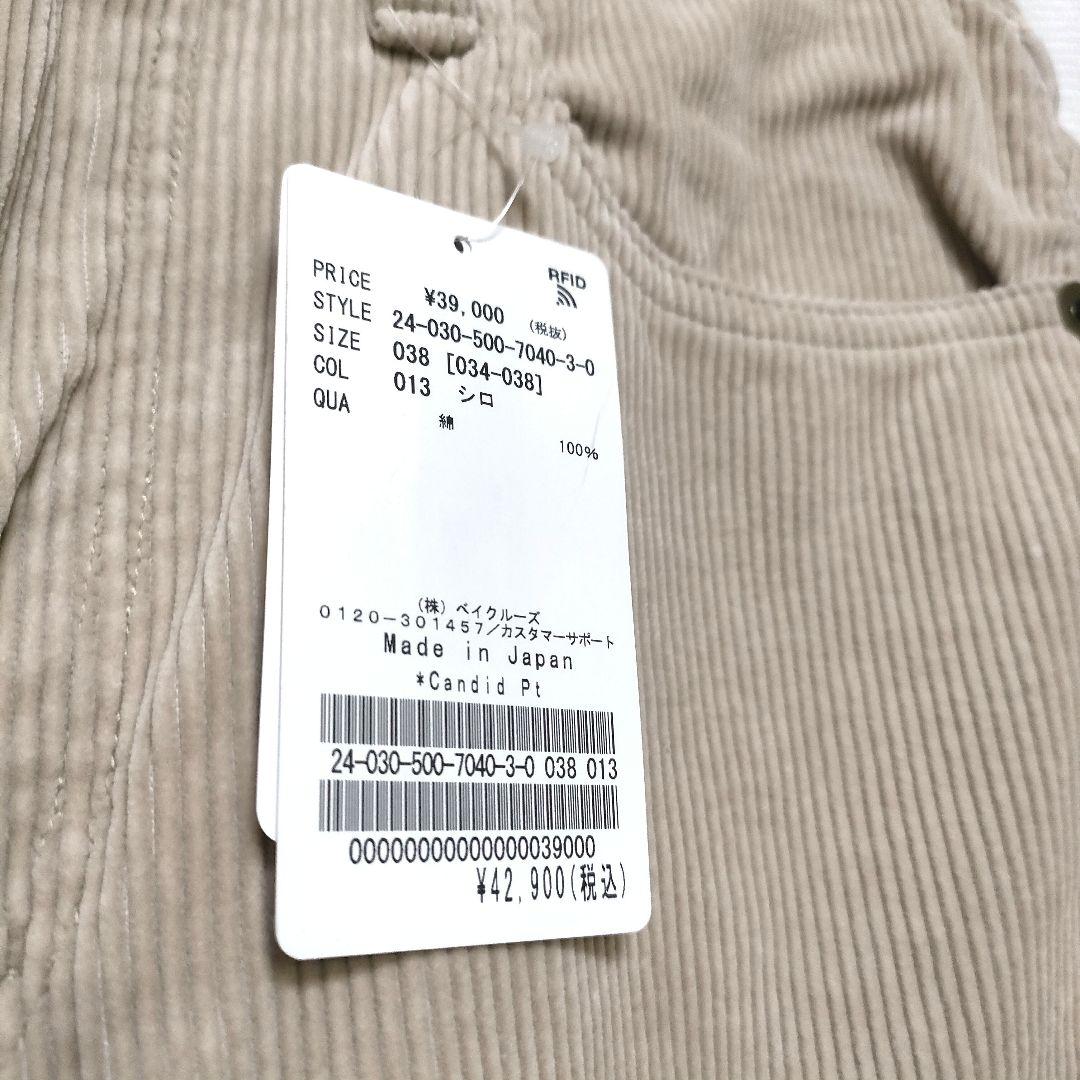 RFID
PRICE ¥39,000 (税抜)
STYLE 24-030-500-7040-3-0
SIZE 038 [034-038]
COL 013 シロ
QUA 綿 100%
(株)ベイクルーズ
0120-301457/カスタマーサポート
Made in Japan
*Candid Pt
24-030-500-7040-3-0 038 013
00000000000000039000
¥42,900(税込)